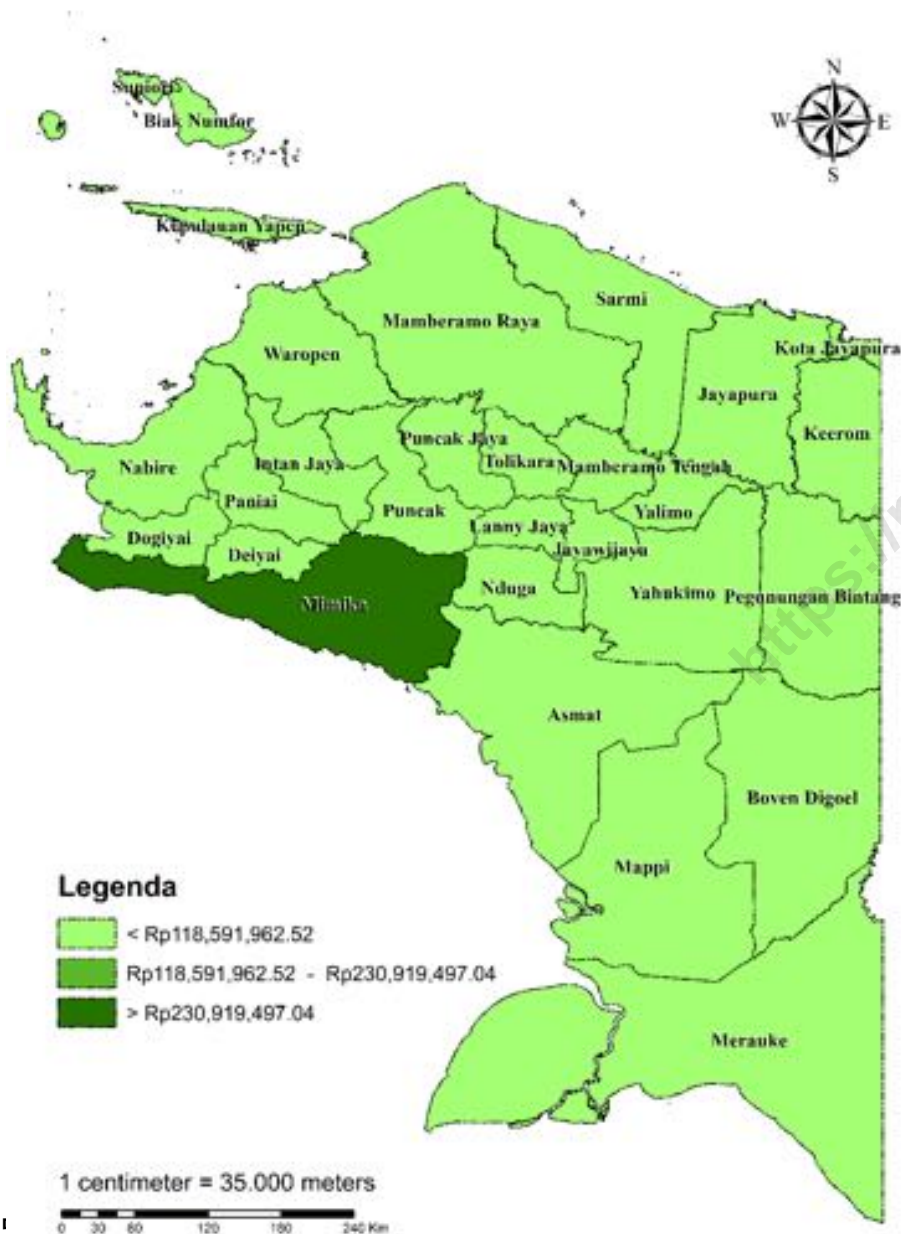 N
W E
S
Supiori
Biak Numfor
Kepulauan Yapen
Sarmi
Mamberamo Raya
Waropen
Kota Jayapura
Jayapura
Keerom
Puncak Jaya
Intan Jaya
Tolikara
Mamberamo Tengah
Nabire
Paniai
Puncak
Yalimo
Lanny Jaya
Dogiyai
Deiyai
Jayawijaya
Nduga
Yahukimo
Pegunungan Bintang
Mimika
https://
Asmat
Boven Digoel
Mappi
Merauke
Legenda
< Rp118,591,962.52
Rp118,591,962.52 - Rp230,919,497.04
> Rp230,919,497.04
1 centimeter = 35.000 meters
0 30 60 120 180 240 Km